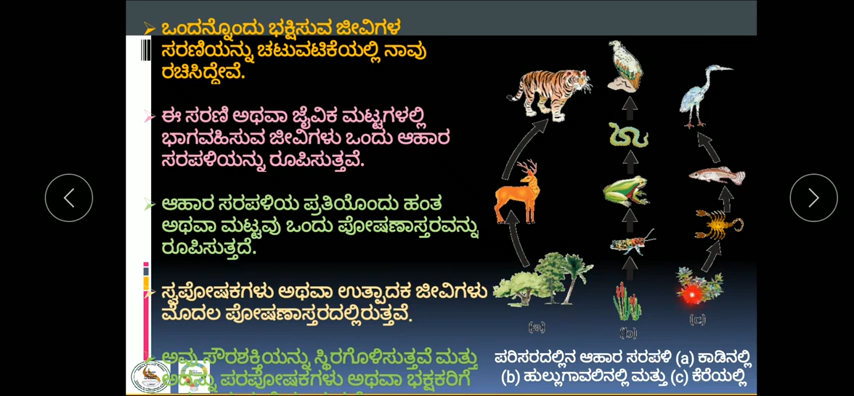 ಒಂದನ್ನೊಂದು ಭಕ್ಷಿಸುವ ಜೀವಿಗಳ
ಸರಣಿಯನ್ನು ಚಟುವಟಿಕೆಯಲ್ಲಿ ನಾವು
ರಚಿಸಿದ್ದೇವೆ.
ಈ ಸರಣಿ ಅಥವಾ ಜೈವಿಕ ಮಟ್ಟಗಳಲ್ಲಿ
ಭಾಗವಹಿಸುವ ಜೀವಿಗಳು ಒಂದು ಆಹಾರ
ಸರಪಳಿಯನ್ನು ರೂಪಿಸುತ್ತವೆ.
ಆಹಾರ ಸರಪಳಿಯ ಪ್ರತಿಯೊಂದು ಹಂತ
ಅಥವಾ ಮಟ್ಟವು ಒಂದು ಪೋಷಣಾಸ್ತರವನ್ನು
ರೂಪಿಸುತ್ತದೆ.
ಸ್ವಪೋಷಕಗಳು ಅಥವಾ ಉತ್ಪಾದಕ ಜೀವಿಗಳು
ಮೊದಲ ಪೋಷಣಾಸ್ತರದಲ್ಲಿರುತ್ತವೆ.
ಸೌರಶಕ್ತಿಯನ್ನು ಸ್ಥಿರಗೊಳಿಸುತ್ತವೆ ಮತ್ತು
ಪರಪೋಷಕಗಳು ಅಥವಾ ಭಕ್ಷಕರಿಗೆ
(a)
(b)
(c)
ಪರಿಸರದಲ್ಲಿನ ಆಹಾರ ಸರಪಳಿ (a) ಕಾಡಿನಲ್ಲಿ
(b) ಹುಲ್ಲುಗಾವಲಿನಲ್ಲಿ ಮತ್ತು (c) ಕೆರೆಯಲ್ಲಿ